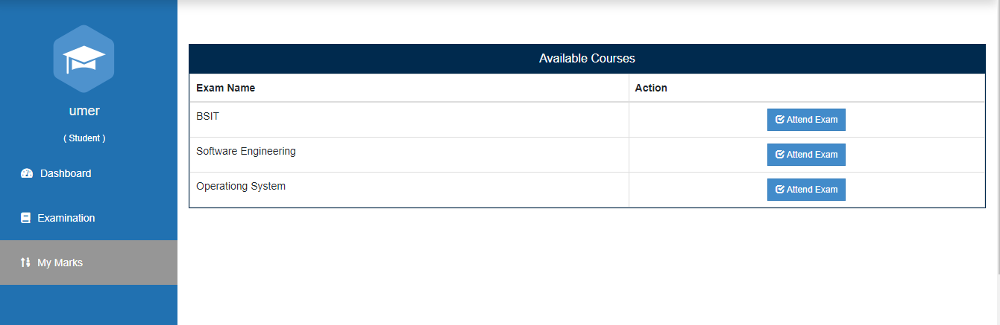 umer
( Student )
Dashboard
Examination
My Marks
Available Courses
Exam Name Action
BSIT Attend Exam
Software Engineering Attend Exam
Operationg System Attend Exam